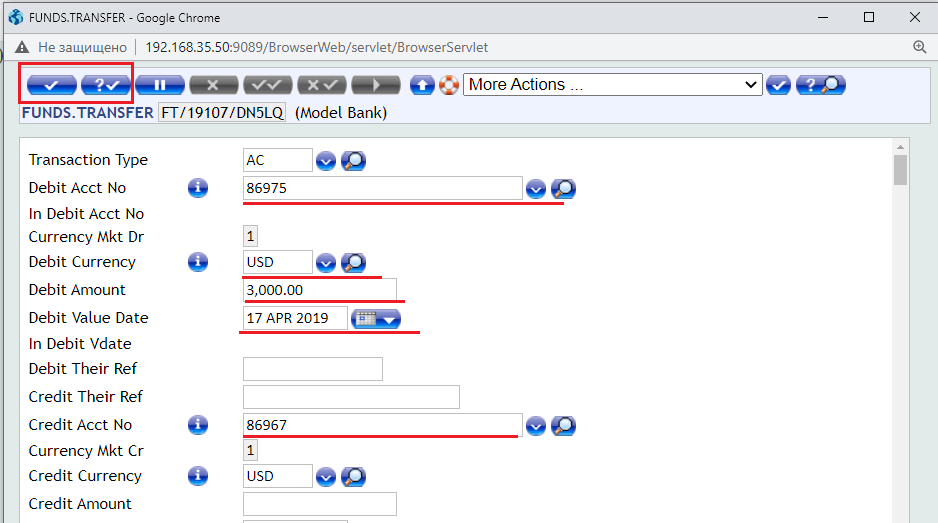 FUNDS.TRANSFER - Google Chrome
Не защищено | 192.168.35.50:9089/BrowserWeb/servlet/BrowserServlet
More Actions ...
FUNDS.TRANSFER FT/19107/DN5LQ (Model Bank)
Transaction Type AC
Debit Acct No 86975
In Debit Acct No
Currency Mkt Dr 1
Debit Currency USD
Debit Amount 3,000.00
Debit Value Date 17 APR 2019
In Debit Vdate
Debit Their Ref
Credit Their Ref
Credit Acct No 86967
Currency Mkt Cr 1
Credit Currency USD
Credit Amount